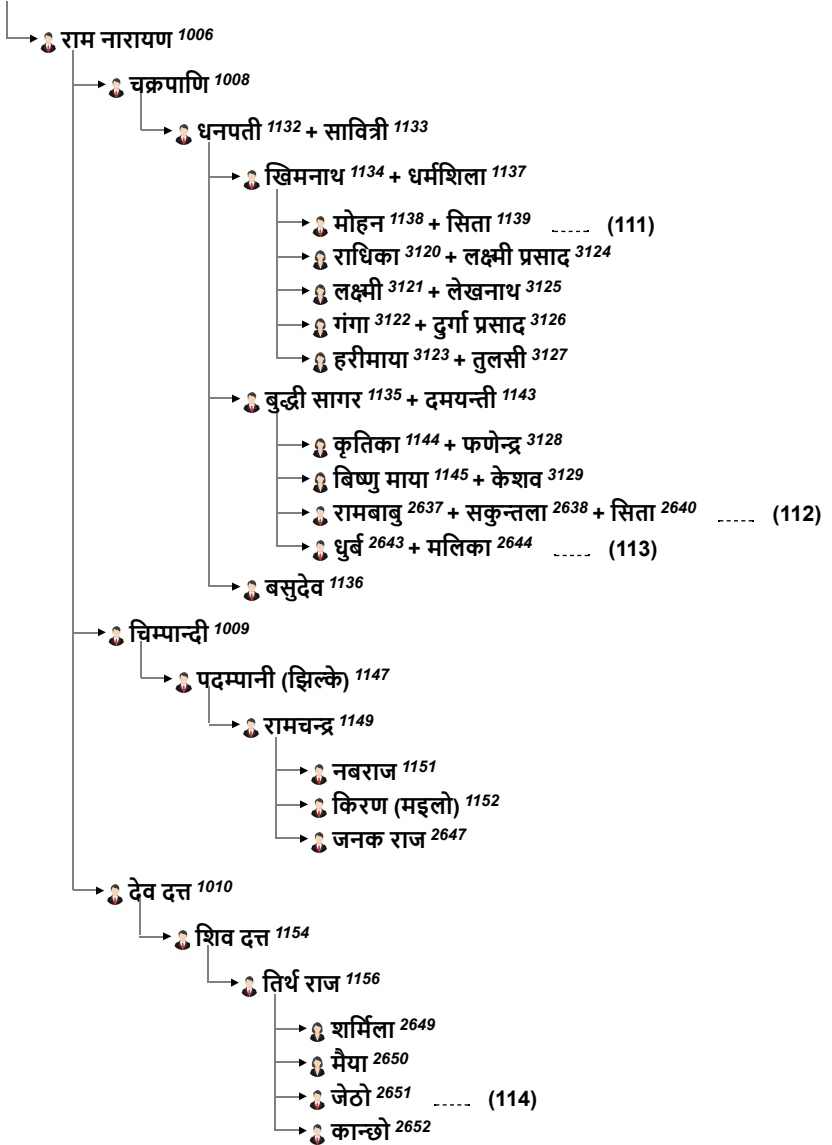 राम नारायण 1006
चक्रपाणि 1008
धनपती 1132 + सावित्री 1133
खिमनाथ 1134 + धर्मशिला 1137
मोहन 1138 + सिता 1139 ...... (111)
राधिका 3120 + लक्ष्मी प्रसाद 3124
लक्ष्मी 3121 + लेखनाथ 3125
गंगा 3122 + दुर्गा प्रसाद 3126
हरीमाया 3123 + तुलसी 3127
बुद्धी सागर 1135 + दमयन्ती 1143
कृतिका 1144 + फणेन्द्र 3128
बिष्णु माया 1145 + केशव 3129
रामबाबु 2637 + सकुन्तला 2638 + सिता 2640 ...... (112)
धुर्ब 2643 + मलिका 2644 ...... (113)
बसुदेव 1136
चिम्पान्दी 1009
पदम्पानी (झिल्के) 1147
रामचन्द्र 1149
नबराज 1151
किरण (मइलो) 1152
जनक राज 2647
देव दत्त 1010
शिव दत्त 1154
तिर्थ राज 1156
शर्मिला 2649
मैया 2650
जेठो 2651 ...... (114)
कान्छो 2652